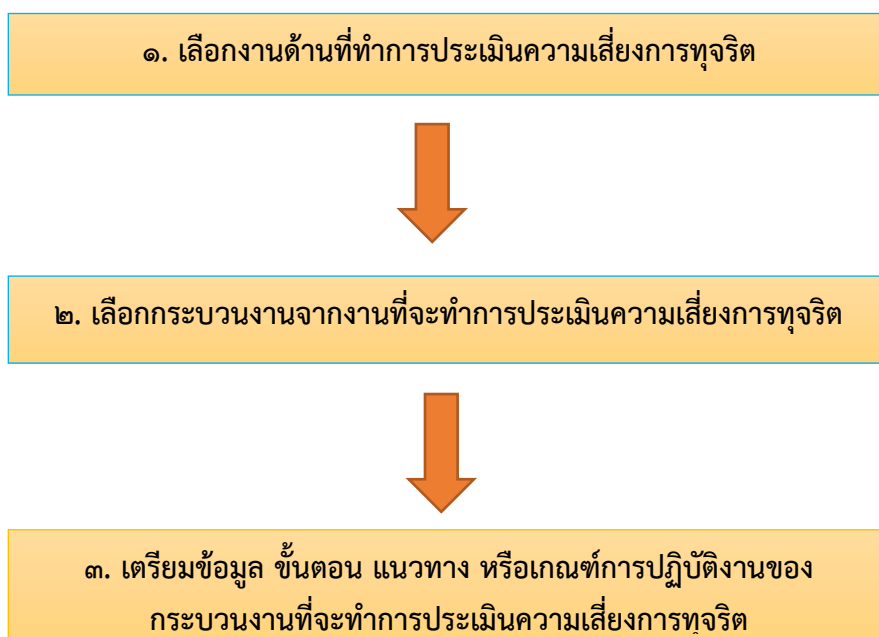 ๑. เลือกงานด้านที่ทำการประเมินความเสี่ยงการทุจริต
๒. เลือกกระบวนงานจากงานที่จะทำการประเมินความเสี่ยงการทุจริต
๓. เตรียมข้อมูล ขั้นตอน แนวทาง หรือเกณฑ์การปฏิบัติงานของ
กระบวนงานที่จะทำการประเมินความเสี่ยงการทุจริต